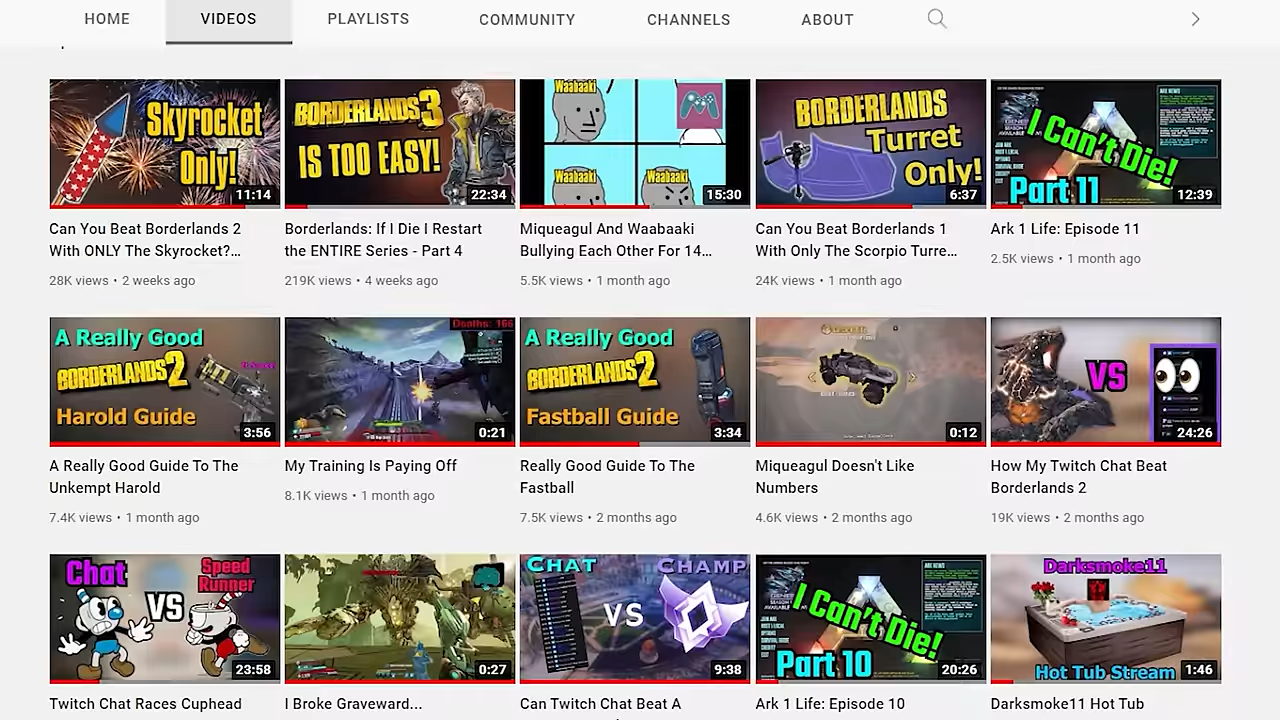 HOME VIDEOS PLAYLISTS COMMUNITY CHANNELS ABOUT
Skyrocket
Only!
11:14
BORDERLANDS 3
IS TOO EASY!
22:34
Waabaaki
Waabaaki
Waabaaki
15:30
BORDERLANDS
Turret
Only!
6:37
ARK NEWS
I Can't Die!
Part 11
12:39
Can You Beat Borderlands 2
With ONLY The Skyrocket?...
28K views • 2 weeks ago
Borderlands: If I Die I Restart
the ENTIRE Series - Part 4
219K views • 4 weeks ago
Miqueagul And Waabaaki
Bullying Each Other For 14...
5.5K views • 1 month ago
Can You Beat Borderlands 1
With Only The Scorpio Turre...
24K views • 1 month ago
Ark 1 Life: Episode 11
2.5K views • 1 month ago
A Really Good
BORDERLANDS 2
Harold Guide
3:56
Deaths: 166
0:21
A Really Good
BORDERLANDS 2
Fastball Guide
3:34
0:12
VS
24:26
A Really Good Guide To The
Unkempt Harold
7.4K views • 1 month ago
My Training Is Paying Off
8.1K views • 1 month ago
Really Good Guide To The
Fastball
7.5K views • 2 months ago
Miqueagul Doesn't Like
Numbers
4.6K views • 2 months ago
How My Twitch Chat Beat
Borderlands 2
19K views • 2 months ago
Chat
VS
Speed
Runner
23:58
0:27
CHAT
VS
CHAMP
9:38
ARK NEWS
I Can't Die!
Part 10
20:26
Darksmoke11
Hot Tub Stream
1:46
Twitch Chat Races Cuphead
I Broke Graveward...
Can Twitch Chat Beat A
Ark 1 Life: Episode 10
Darksmoke11 Hot Tub